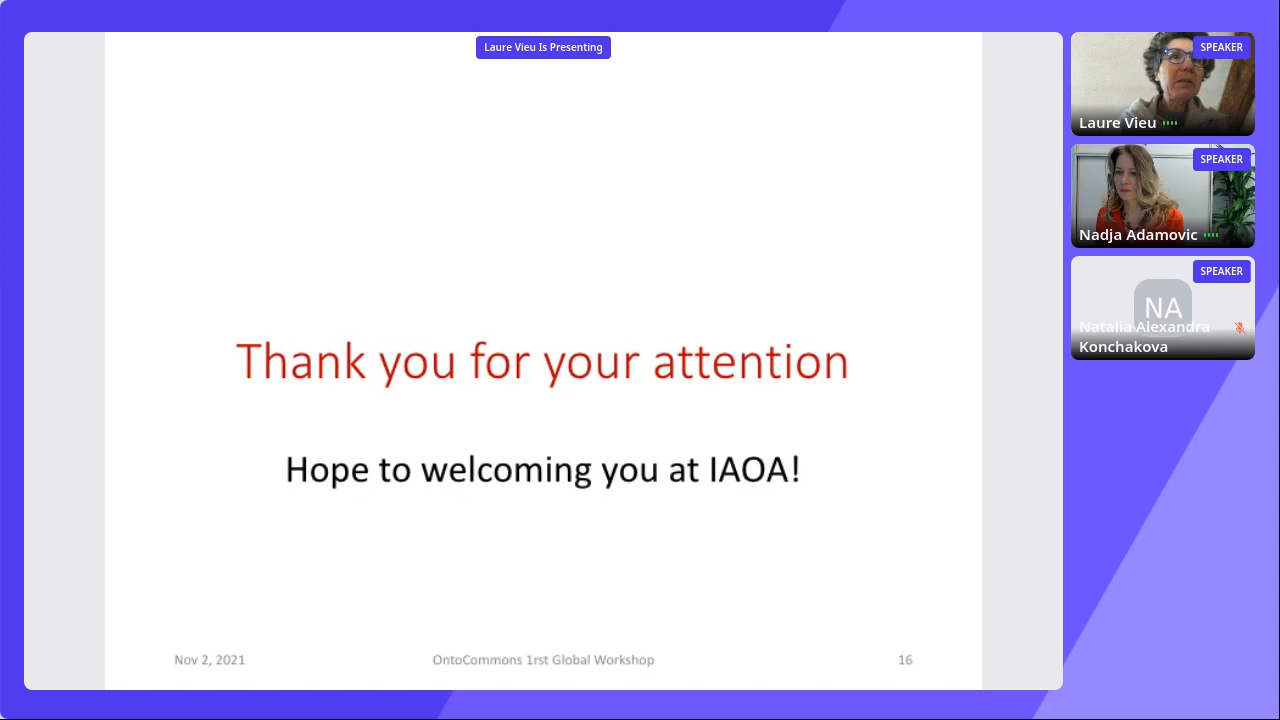 Laure Vieu Is Presenting
Thank you for your attention
Hope to welcoming you at IAOA!
Nov 2, 2021
OntoCommons 1rst Global Workshop
16
SPEAKER
Laure Vieu
SPEAKER
Nadja Adamovic
SPEAKER
NA
Natalia Alexandra
Konchakova